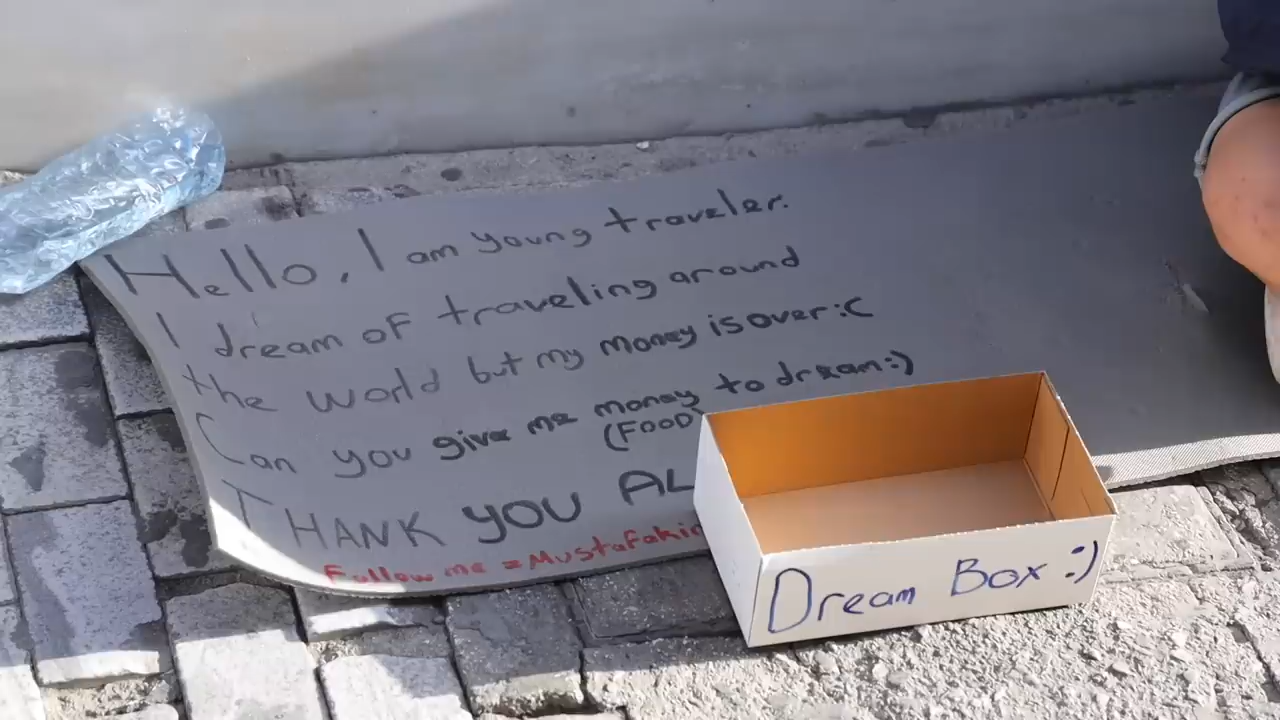 Hello, I am young traveler.
I dream of traveling around
the world but my money is over :C
Can you give me money to dream :)
(FOOD
THANK YOU AL
Follow me = Mustafakir
Dream Box :)